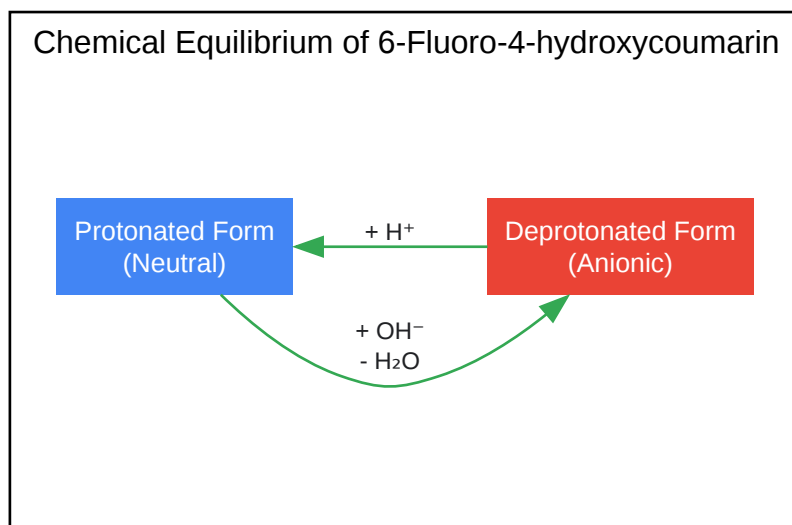 Chemical Equilibrium of 6-Fluoro-4-hydroxycoumarin
Protonated Form
(Neutral)
+ H⁺
Deprotonated Form
(Anionic)
+ OH⁻
- H₂O